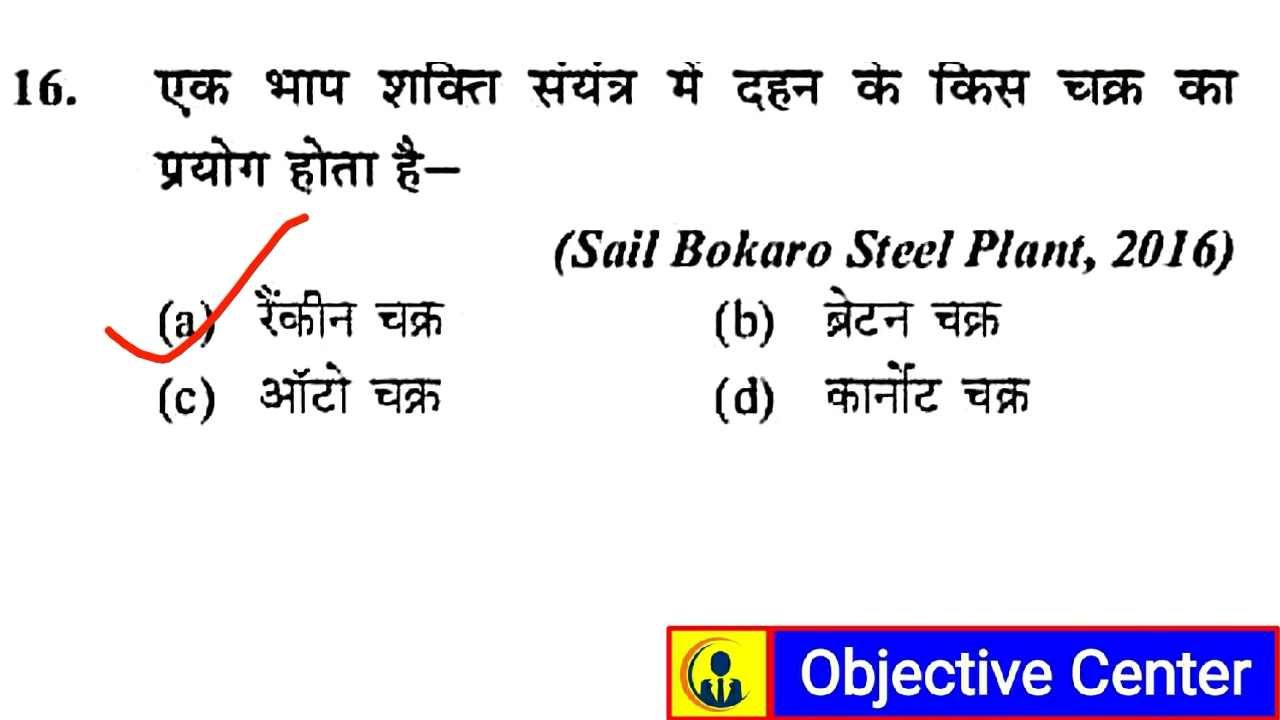 16. एक भाप शक्ति संयंत्र में दहन के किस चक्र का
प्रयोग होता है–
(Sail Bokaro Steel Plant, 2016)
(a) रैंकीन चक्र (b) ब्रेटन चक्र
(c) ऑटो चक्र (d) कार्नोट चक्र
Objective Center